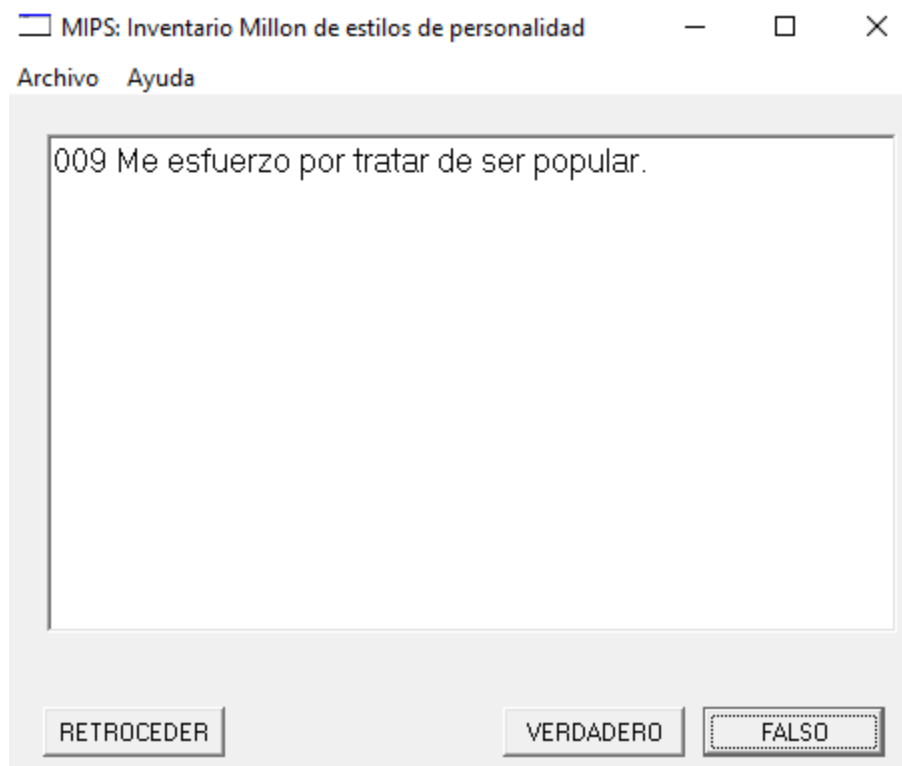 MIPS: Inventario Millon de estilos de personalidad
Archivo Ayuda
009 Me esfuerzo por tratar de ser popular.
RETROCEDER VERDADERO FALSO